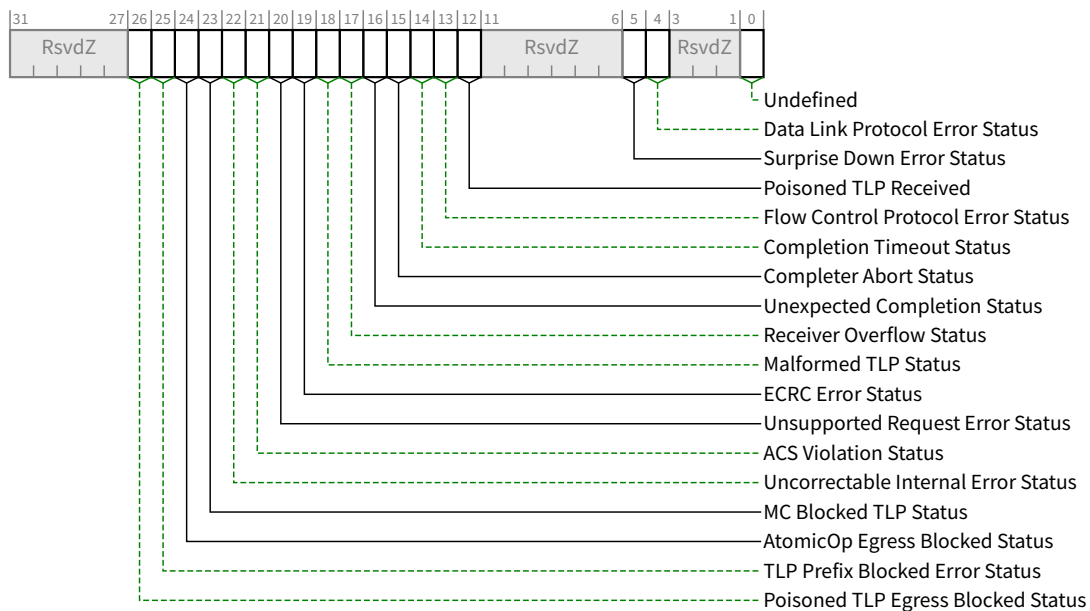 31 27 26 25 24 23 22 21 20 19 18 17 16 15 14 13 12 11 6 5 4 3 1 0
RsvdZ RsvdZ RsvdZ
Undefined
Data Link Protocol Error Status
Surprise Down Error Status
Poisoned TLP Received
Flow Control Protocol Error Status
Completion Timeout Status
Completer Abort Status
Unexpected Completion Status
Receiver Overflow Status
Malformed TLP Status
ECRC Error Status
Unsupported Request Error Status
ACS Violation Status
Uncorrectable Internal Error Status
MC Blocked TLP Status
AtomicOp Egress Blocked Status
TLP Prefix Blocked Error Status
Poisoned TLP Egress Blocked Status